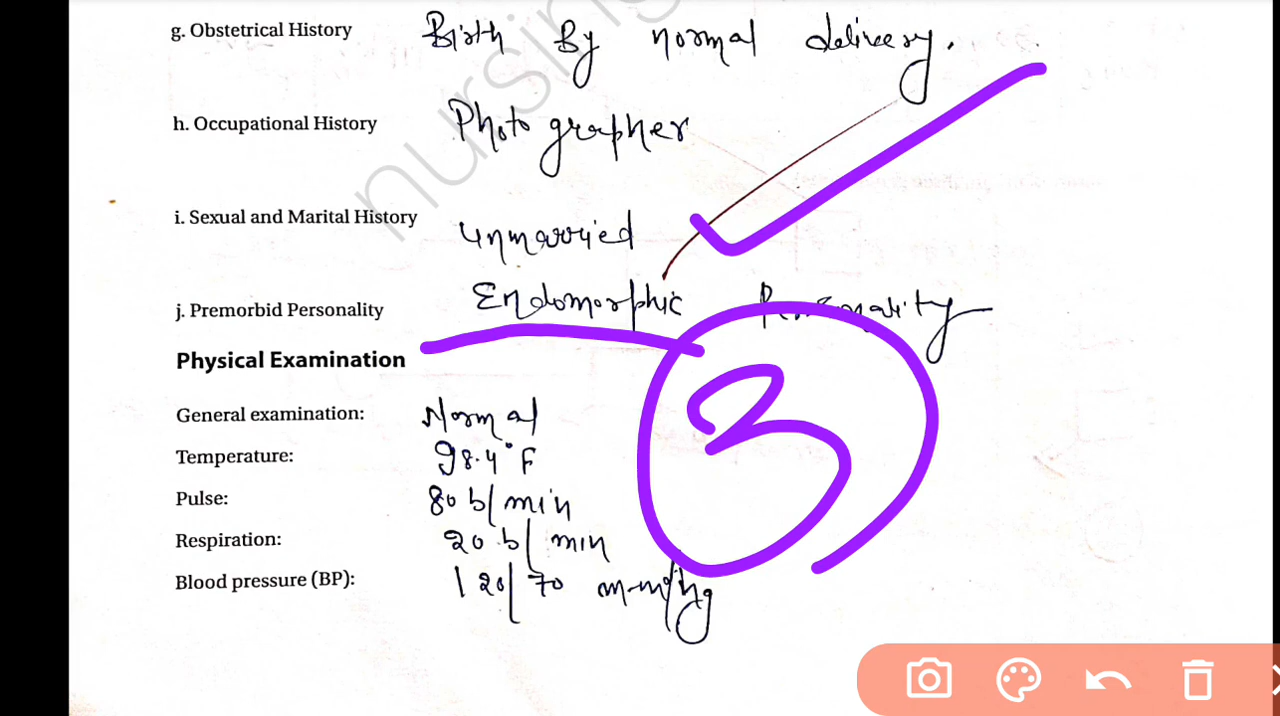 g. Obstetrical History Birth By normal delivery.
h. Occupational History Photographer
i. Sexual and Marital History Unmarried
j. Premorbid Personality Endomorphic Personality
Physical Examination
General examination: Normal
Temperature: 98.4°F
Pulse: 80 b/min
3
Respiration: 20 b/min
Blood pressure (BP): 120/70 m-m/hg
nursing